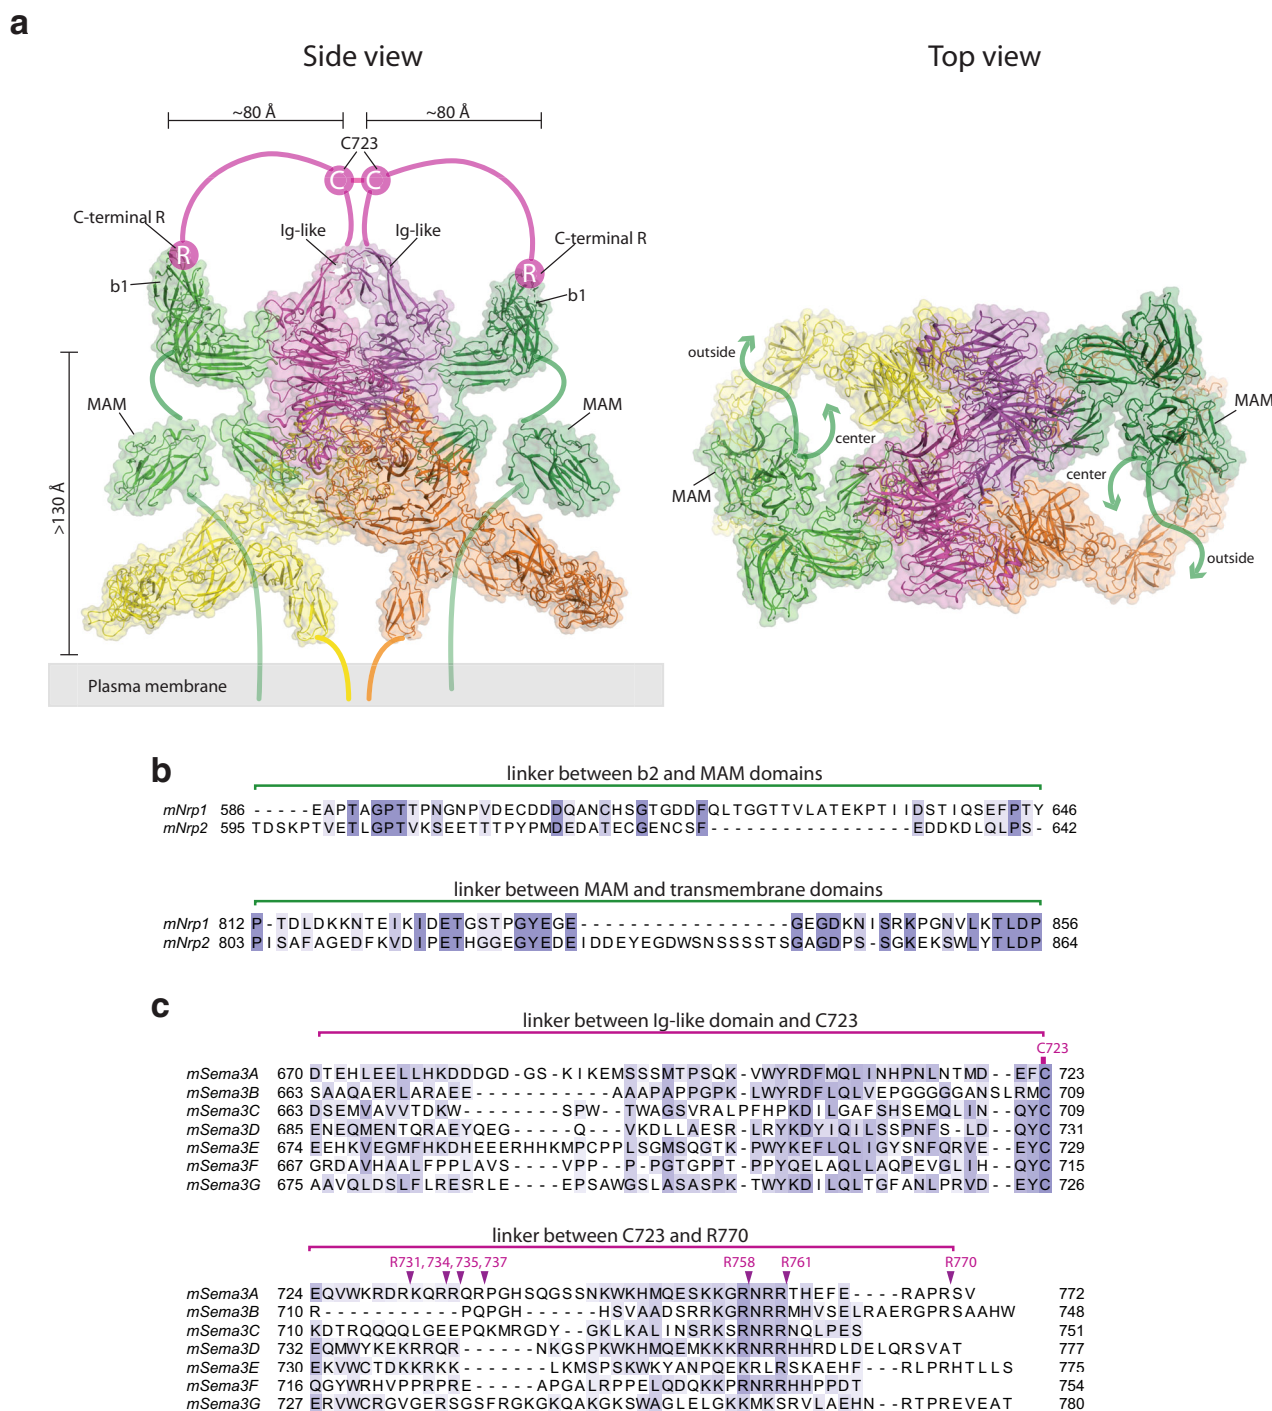 a
Side view
Top view
~80 Å
~80 Å
C723
C C
C-terminal R
Ig-like
Ig-like
C-terminal R
R
R
b1
b1
outside
MAM
MAM
MAM
center
center
MAM
>130 Å
outside
Plasma membrane
b
linker between b2 and MAM domains
mNrp1 586 -----EAPTAGPTTPNGNPVDECDDDQANCHSGTGDDFQLTGGTTVLATEKPTIIDSTIQSEFPTY 646
mNrp2 595 TDSKPTVETLGPTVKSEETTTPYPMDEDATECGENCSF-----------------EDDKDLQLPS- 642
linker between MAM and transmembrane domains
mNrp1 812 P-TDLDKKNTEIKIDETGSTPGYEGE-----------------GEGDKNISRKPGNVLKTLDP 856
mNrp2 803 PISAFAGEDFKVDIPETHGGEGYEDEIDDEYEGDWSNSSSSTSGAGDPS-SGKEKSWLYTLDP 864
c
linker between Ig-like domain and C723
C723
mSema3A 670 DTEHLEELLHKDDDGD-GS-KIKEMSSSMTPSQK-VWYRDFMQLINHPNLNTMD--EFC 723
mSema3B 663 SAAQAERLARAEE-----------AAAPAPPGPK-LWYRDFLQLVEPGGGGGANSLRMC 709
mSema3C 663 DSEMVAVVTDKW--------SPW--TWAGSVRALPFHPKDILGAFSHSEMQLIN--QYC 709
mSema3D 685 ENEQMENTQRAEYQEG-----Q---VKDLLAESR-LRYKDYIQILSSPNFS-LD--QYC 731
mSema3E 674 EEHKVEGMFHKDHEEERHHKMPCPPLSGMSQGTK-PWYKEFLQLIGYSNFQRVE--EYC 729
mSema3F 667 GRDAVHAALFPPLAVS----VPP--P-PGTGPPT-PPYQELAQLLAQPEVGLIH--QYC 715
mSema3G 675 AAVQLDSLFLRESRLE----EPSAWGSLASASPK-TWYKDILQLTGFANLPRVD--EYC 726
linker between C723 and R770
R731, 734, 735, 737
R758
R761
R770
mSema3A 724 EQVWKRDRKQRRQRPGHSQGSSNKWKHMQESKKGRNRRTHEFE----RAPRSV 772
mSema3B 710 R-----------PQPGH------HSVAADSRRKGRNRRMHVSELRAERGPRSAAHW 748
mSema3C 710 KDTRQQQQLGEEPQKMRGDY--GKLKALINSRKSRNRRNQLPES 751
mSema3D 732 EQMWYKEKRRQR------NKGSPKWKHMQEMKKKRNRRHHRDLDELQRSVAT 777
mSema3E 730 EKVWCTDKKRKK-------LKMSPSKWKYANPQEKRLRSKAEHF---RLPRHTLLS 775
mSema3F 716 QGYWRHVPPRPRE------APGALRPPELQDQKKPRNRRHHPPDT 754
mSema3G 727 ERVWCRGVGERSGSFRGKGKQAKGKSWAGLELGKKMKSRVLAEHN--RTPREVEAT 780